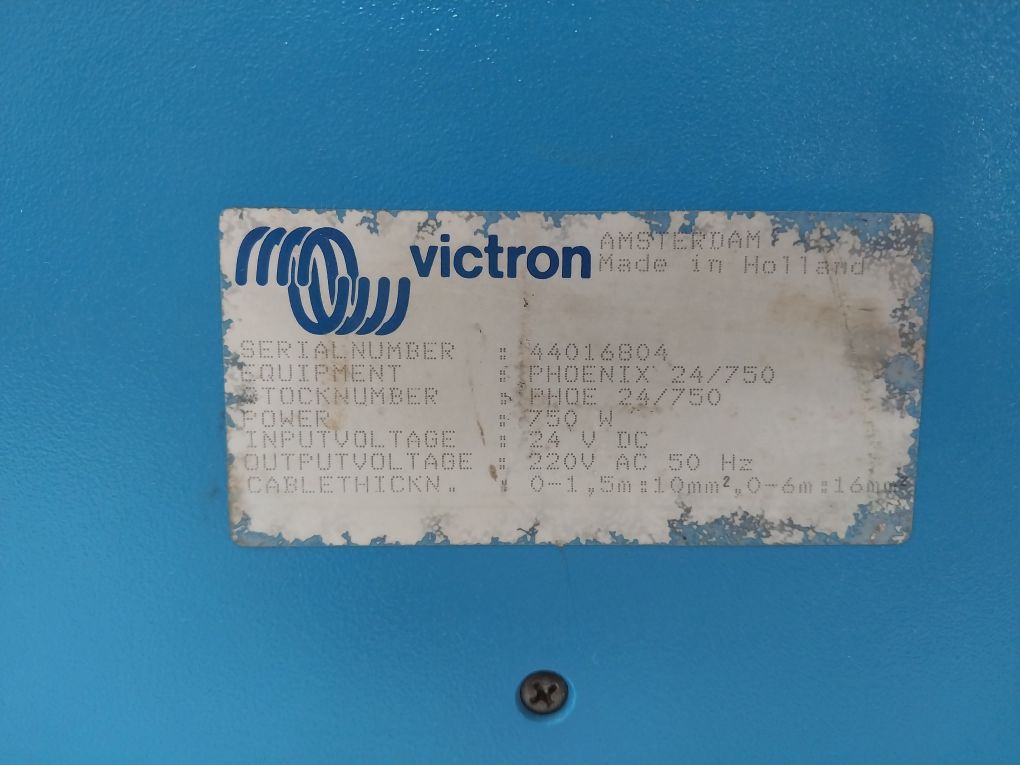 victron AMSTERDAM
Made in Holland
SERIALNUMBER : 44016804
EQUIPMENT : PHOENIX 24/750
STOCKNUMBER : PHOE 24/750
POWER : 750 W
INPUTVOLTAGE : 24 V DC
OUTPUTVOLTAGE : 220V AC 50 Hz
CABLETHICKN. : 0-1,5m:10mm²,0-6m:16mm²